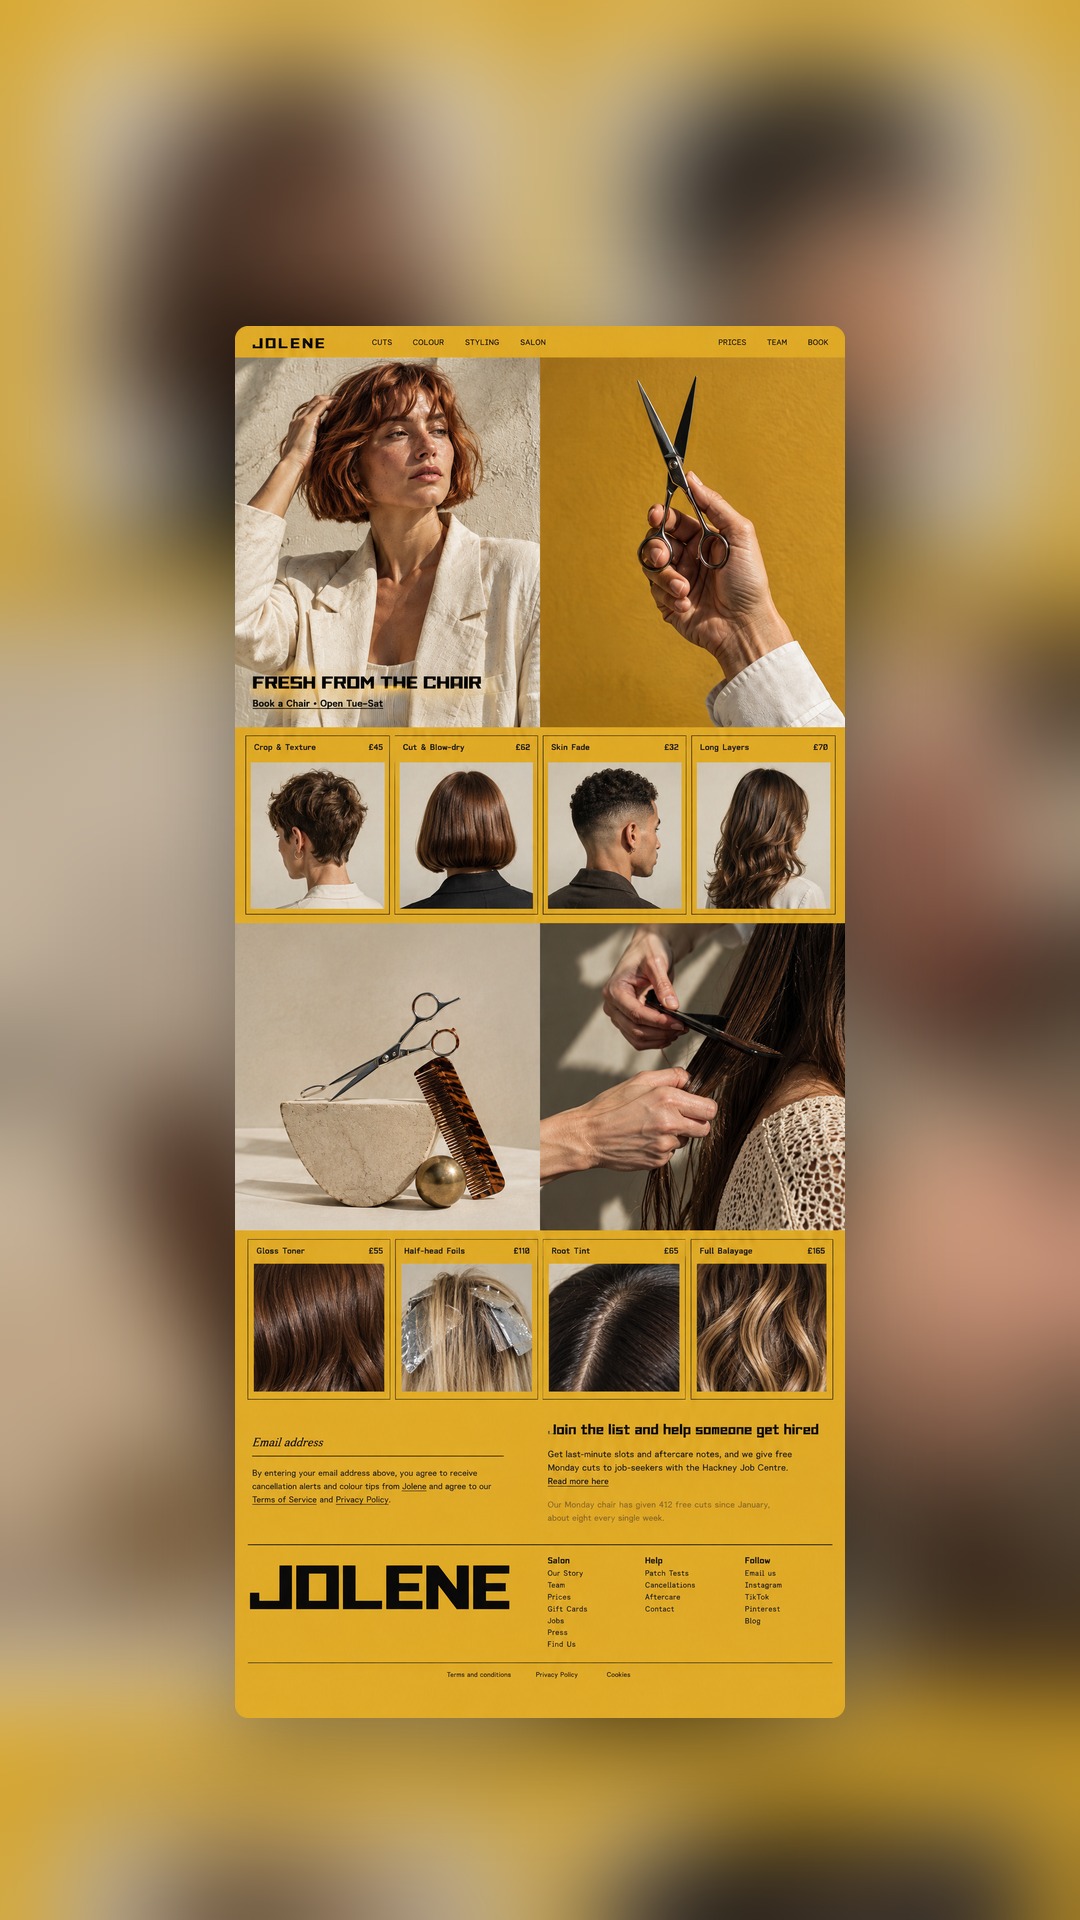 JOLENE CUTS COLOUR STYLING SALON PRICES TEAM BOOK
FRESH FROM THE CHAIR
Book a Chair • Open Tue–Sat
Crop & Texture £45
Cut & Blow-dry £62
Skin Fade £32
Long Layers £70
Gloss Toner £55
Half-head Foils £110
Root Tint £65
Full Balayage £165
Email address
By entering your email address above, you agree to receive
cancellation alerts and colour tips from Jolene and agree to our
Terms of Service and Privacy Policy.
Join the list and help someone get hired
Get last-minute slots and aftercare notes, and we give free
Monday cuts to job-seekers with the Hackney Job Centre.
Read more here
Our Monday chair has given 412 free cuts since January,
about eight every single week.
JOLENE
Salon
Our Story
Team
Prices
Gift Cards
Jobs
Press
Find Us
Help
Patch Tests
Cancellations
Aftercare
Contact
Follow
Email us
Instagram
TikTok
Pinterest
Blog
Terms and conditions Privacy Policy Cookies